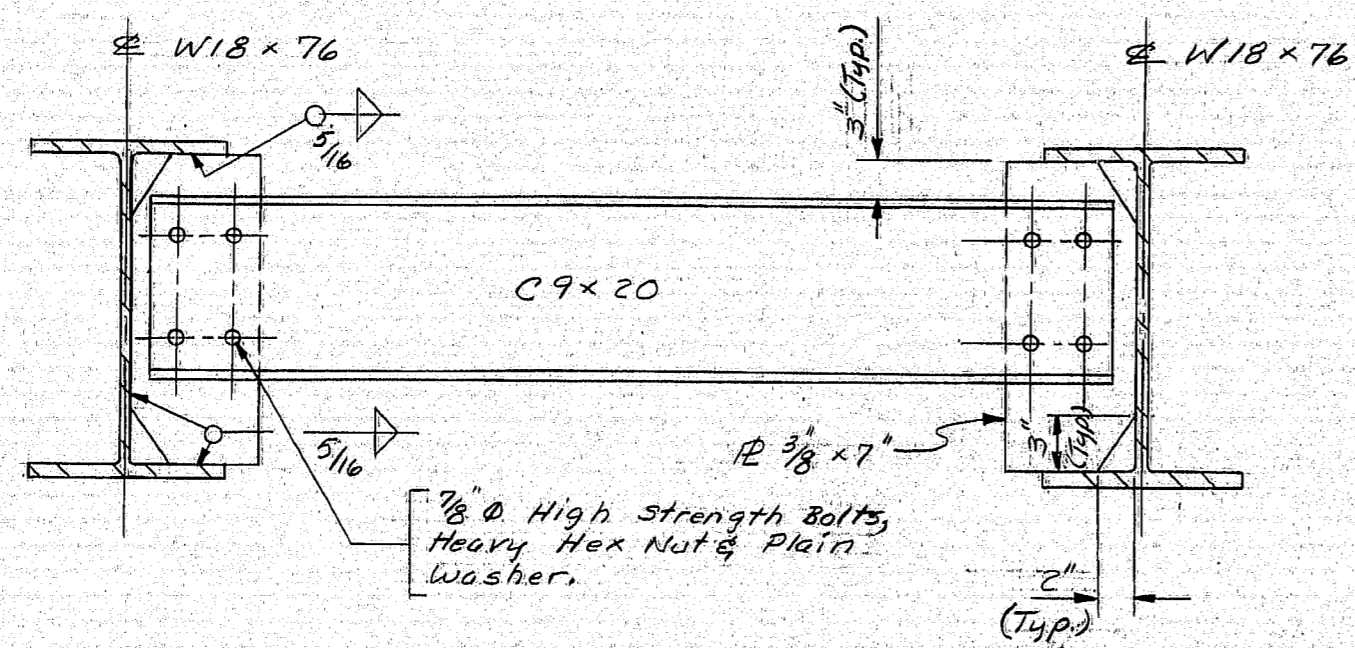 ℄ W18 × 76
3" (Typ.)
℄ W18 × 76
5/16
C 9 × 20
5/16
℄ 3/8" × 7"
3"
(Typ.)
7/8" Ø High Strength Bolts,
Heavy Hex Nut & Plain
Washer.
2"
(Typ.)